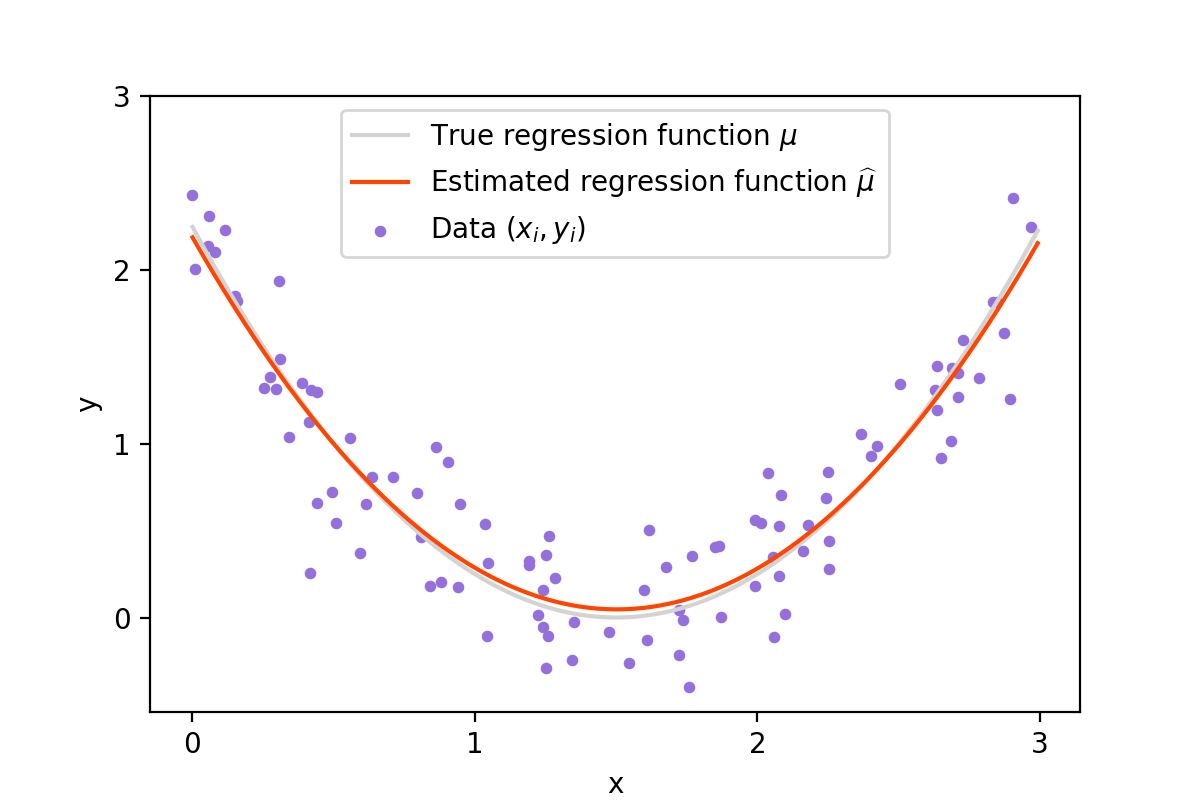 3
True regression function μ
Estimated regression function μ̂
Data (xᵢ, yᵢ)
2
y
1
0
0 1 2 3
x